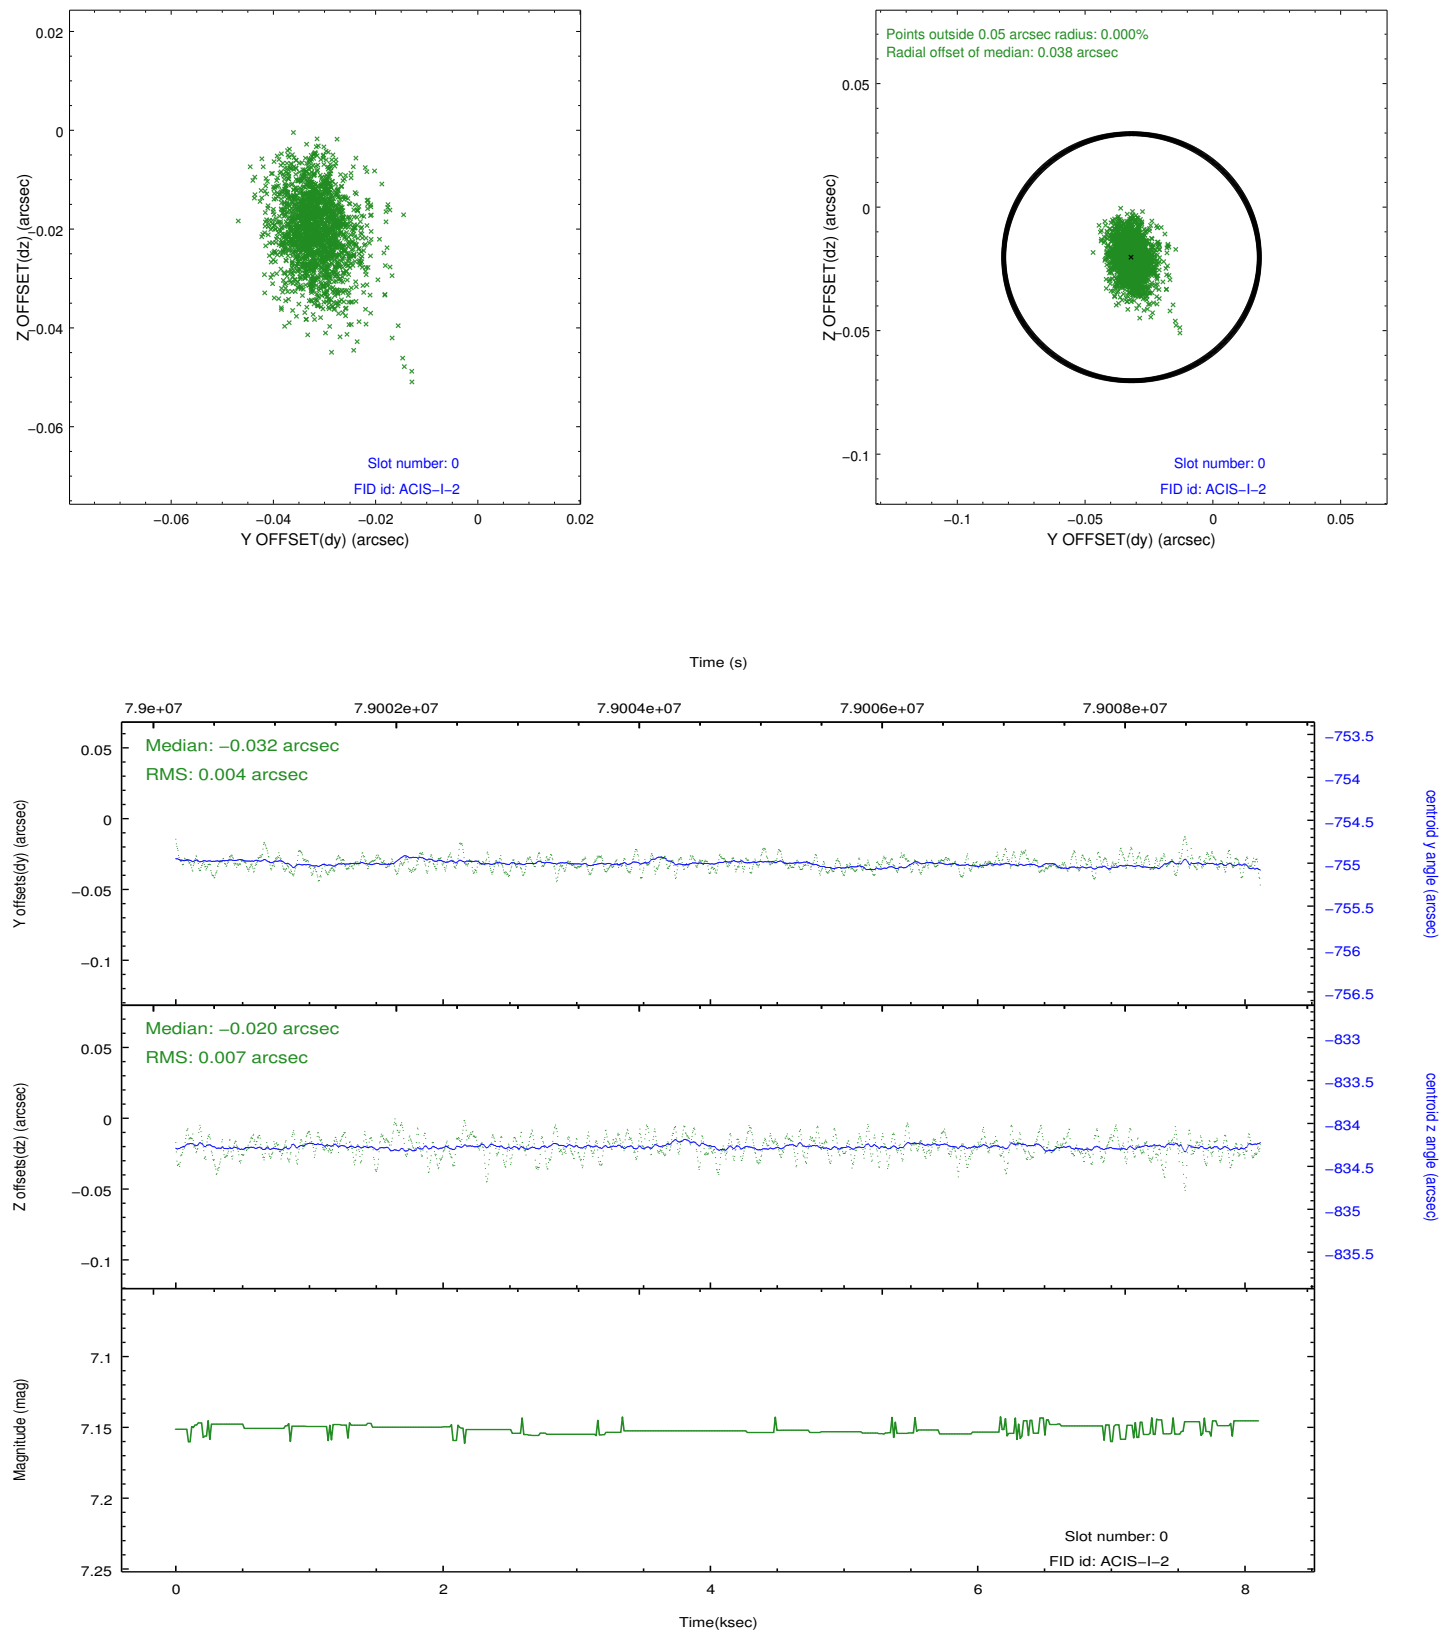 0.02
0
−0.02
−0.04
−0.06
Z OFFSET(dz) (arcsec)
Slot number: 0
FID id: ACIS−I−2
−0.06
−0.04
−0.02
0
0.02
Y OFFSET(dy) (arcsec)
Points outside 0.05 arcsec radius: 0.000%
Radial offset of median: 0.038 arcsec
0.05
0
−0.05
−0.1
Z OFFSET(dz) (arcsec)
Slot number: 0
FID id: ACIS−I−2
−0.1
−0.05
0
0.05
Y OFFSET(dy) (arcsec)
Time (s)
7.9e+07
7.9002e+07
7.9004e+07
7.9006e+07
7.9008e+07
Median: −0.032 arcsec
RMS: 0.004 arcsec
0.05
0
−0.05
−0.1
Y offsets(dy) (arcsec)
−753.5
−754
−754.5
−755
−755.5
−756
−756.5
centroid y angle (arcsec)
Median: −0.020 arcsec
RMS: 0.007 arcsec
0.05
0
−0.05
−0.1
Z offsets(dz) (arcsec)
−833
−833.5
−834
−834.5
−835
−835.5
centroid z angle (arcsec)
7.1
7.15
7.2
7.25
Magnitude (mag)
Slot number: 0
FID id: ACIS−I−2
0
2
4
6
8
Time(ksec)